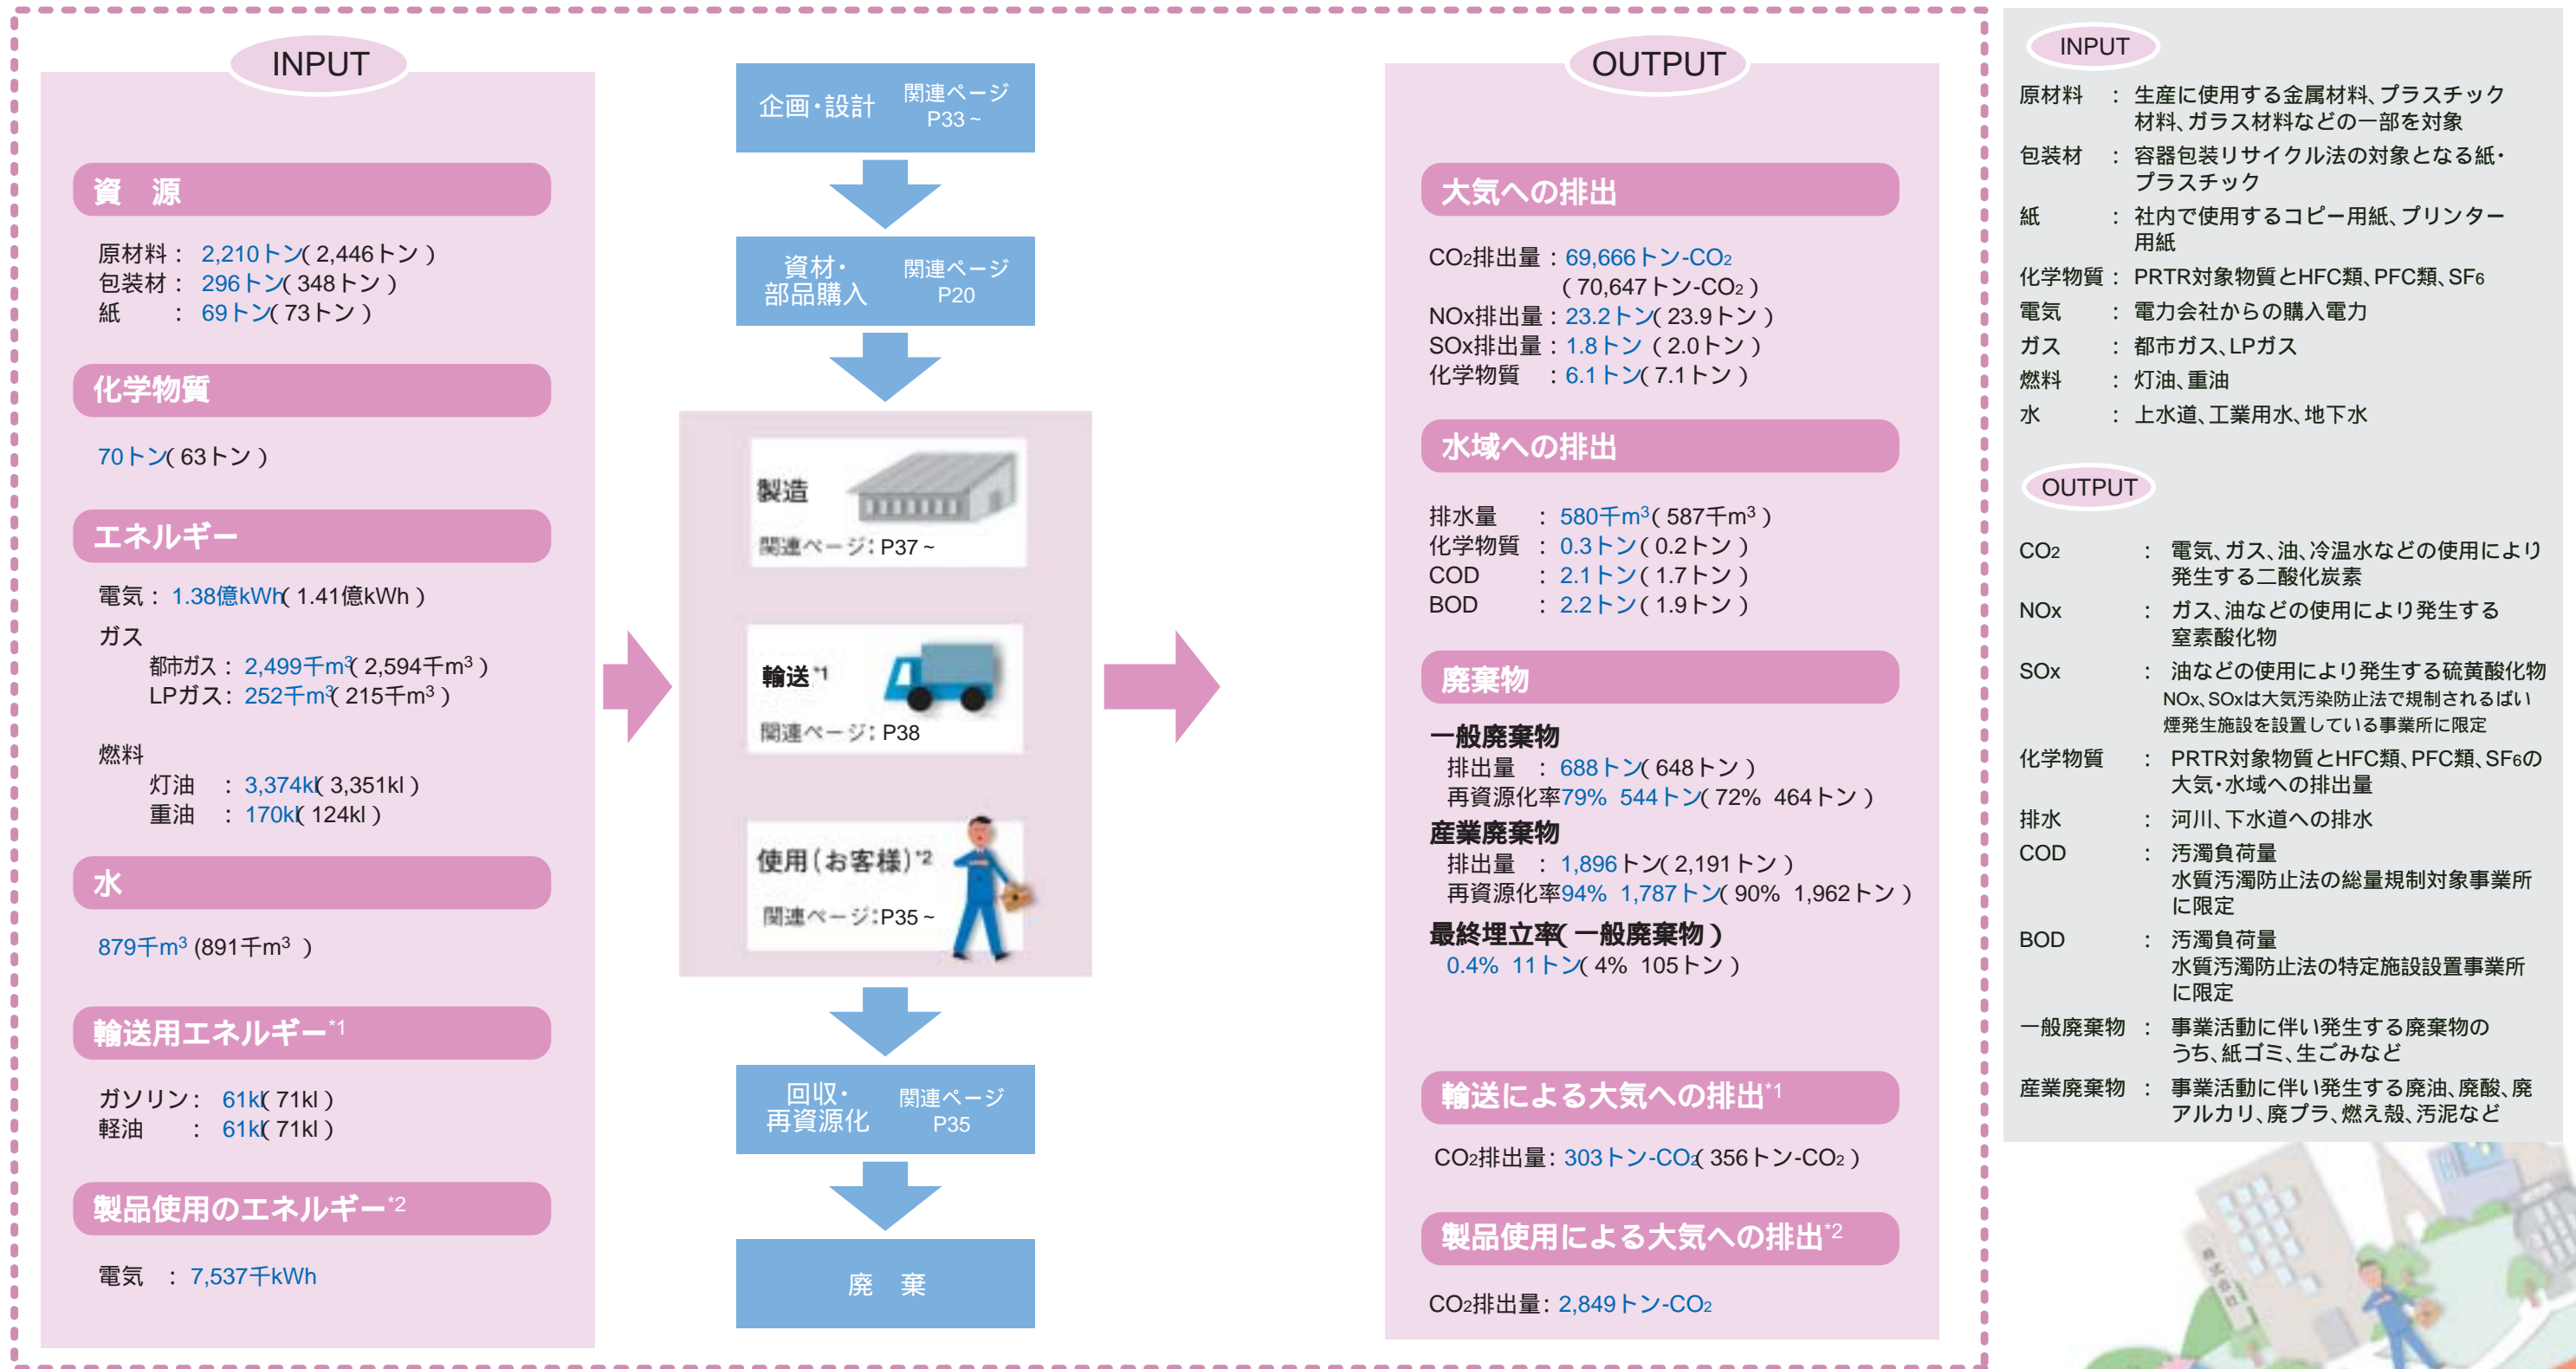 INPUT
資 源
原材料： 2,210トン( 2,446トン )
包装材： 296トン( 348トン )
紙 ： 69トン( 73トン )
化学物質
70トン( 63トン )
エネルギー
電気： 1.38億kWh( 1.41億kWh )
ガス
都市ガス： 2,499千m³( 2,594千m³ )
LPガス： 252千m³( 215千m³ )
燃料
灯油 ： 3,374kl( 3,351kl )
重油 ： 170kl( 124kl )
水
879千m³ (891千m³ )
輸送用エネルギー*1
ガソリン： 61kl( 71kl )
軽油 ： 61kl( 71kl )
製品使用のエネルギー*2
電気 ： 7,537千kWh
企画・設計 関連ページ
P33 ~
資材・ 関連ページ
部品購入 P20
製造
関連ページ：P37 ~
輸送*1
関連ページ：P38
使用(お客様)*2
関連ページ：P35 ~
回収・ 関連ページ
再資源化 P35
廃 棄
OUTPUT
大気への排出
CO₂排出量：69,666トン-CO₂
( 70,647トン-CO₂ )
NOx排出量：23.2トン( 23.9トン )
SOx排出量：1.8トン ( 2.0トン )
化学物質 ：6.1トン( 7.1トン )
水域への排出
排水量 ： 580千m³( 587千m³ )
化学物質 ： 0.3トン( 0.2トン )
COD ： 2.1トン( 1.7トン )
BOD ： 2.2トン( 1.9トン )
廃棄物
一般廃棄物
排出量 ： 688トン( 648トン )
再資源化率79% 544トン( 72% 464トン )
産業廃棄物
排出量 ： 1,896トン( 2,191トン )
再資源化率94% 1,787トン( 90% 1,962トン )
最終埋立率( 一般廃棄物 )
0.4% 11トン( 4% 105トン )
輸送による大気への排出*1
CO₂排出量：303トン-CO₂( 356トン-CO₂ )
製品使用による大気への排出*2
CO₂排出量：2,849トン-CO₂
INPUT
原材料 ： 生産に使用する金属材料、プラスチック
材料、ガラス材料などの一部を対象
包装材 ： 容器包装リサイクル法の対象となる紙・
プラスチック
紙 ： 社内で使用するコピー用紙、プリンター
用紙
化学物質： PRTR対象物質とHFC類、PFC類、SF₆
電気 ： 電力会社からの購入電力
ガス ： 都市ガス、LPガス
燃料 ： 灯油、重油
水 ： 上水道、工業用水、地下水
OUTPUT
CO₂ ： 電気、ガス、油、冷温水などの使用により
発生する二酸化炭素
NOx ： ガス、油などの使用により発生する
窒素酸化物
SOx ： 油などの使用により発生する硫黄酸化物
NOx、SOxは大気汚染防止法で規制されるばい
煙発生施設を設置している事業所に限定
化学物質 ： PRTR対象物質とHFC類、PFC類、SF₆の
大気・水域への排出量
排水 ： 河川、下水道への排水
COD ： 汚濁負荷量
水質汚濁防止法の総量規制対象事業所
に限定
BOD ： 汚濁負荷量
水質汚濁防止法の特定施設設置事業所
に限定
一般廃棄物 ： 事業活動に伴い発生する廃棄物の
うち、紙ゴミ、生ごみなど
産業廃棄物 ： 事業活動に伴い発生する廃油、廃酸、廃
アルカリ、廃プラ、燃え殻、汚泥など
株式会社